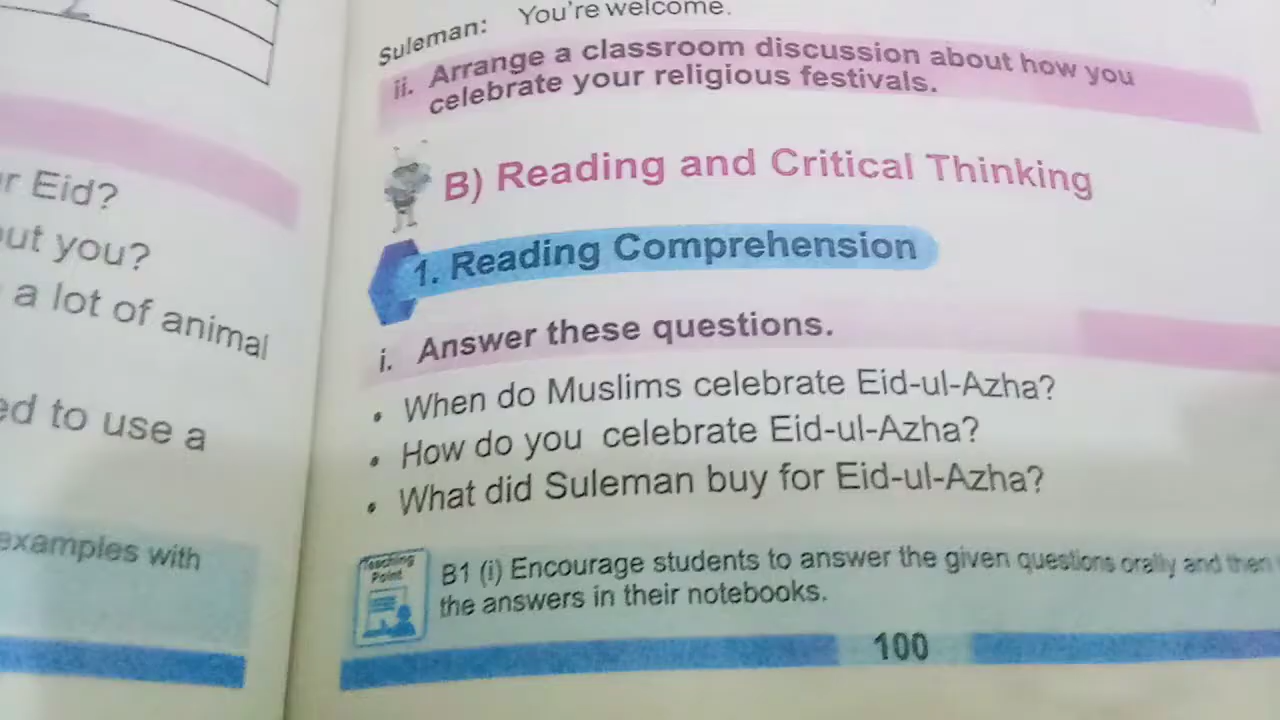 r Eid?
out you?
a lot of animal
ed to use a
examples with
Suleman: You're welcome.
ii. Arrange a classroom discussion about how you
celebrate your religious festivals.
B) Reading and Critical Thinking
1. Reading Comprehension
i. Answer these questions.
• When do Muslims celebrate Eid-ul-Azha?
• How do you celebrate Eid-ul-Azha?
• What did Suleman buy for Eid-ul-Azha?
Teaching
Point
B1 (i) Encourage students to answer the given questions orally and then
the answers in their notebooks.
100